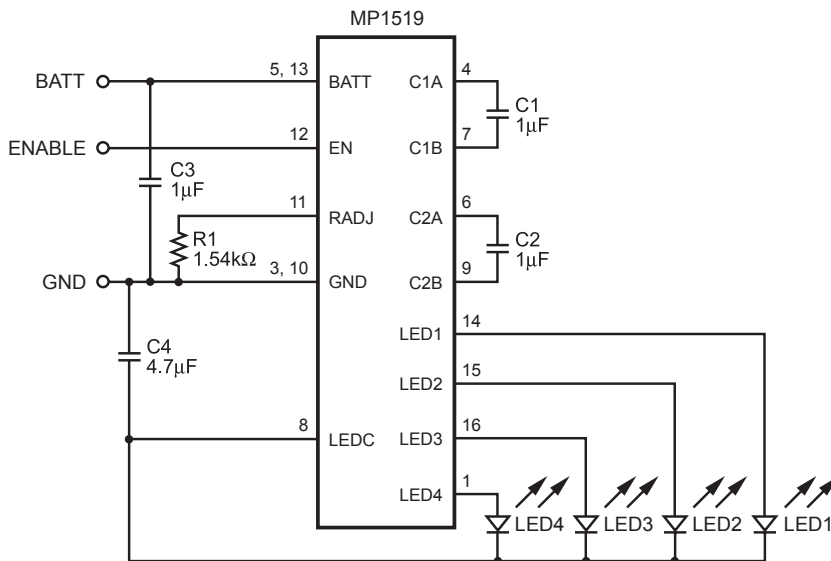 MP1519
BATT
5, 13
BATT
C1A
4
C1
1µF
ENABLE
12
EN
C1B
7
C3
1µF
11
RADJ
C2A
6
R1
1.54kΩ
C2
1µF
GND
3, 10
GND
C2B
9
LED1
14
C4
4.7µF
LED2
15
8
LEDC
LED3
16
LED4
1
LED4
LED3
LED2
LED1